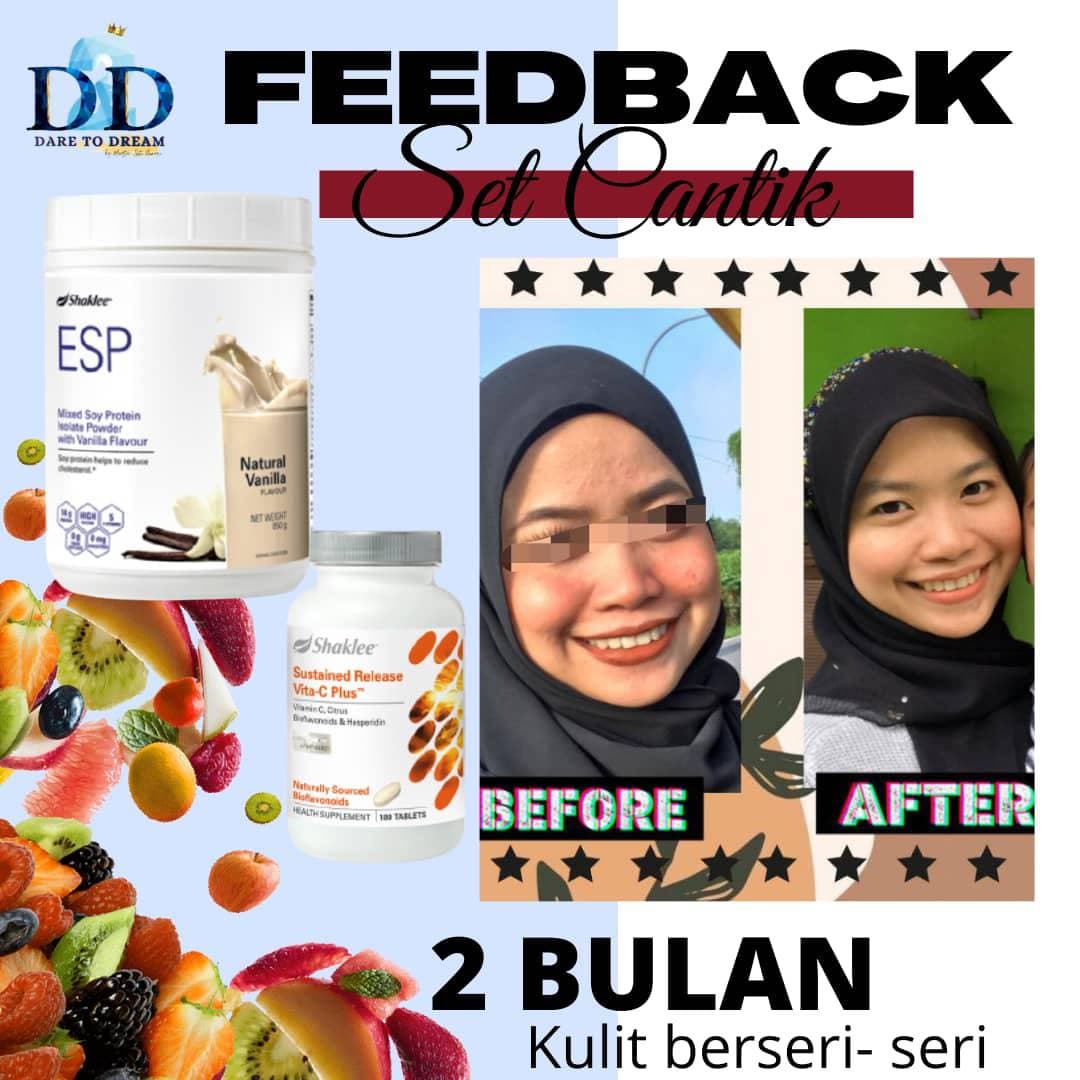 DD
DARE TO DREAM
FEEDBACK
Set Cantik
Shaklee
ESP
Mixed Soy Protein
Isolate Powder
with Vanilla Flavour
Soy protein helps to reduce
cholesterol.*
Natural
Vanilla
FLAVOUR
NET WEIGHT
850 g
HIGH
Shaklee™
Sustained Release
Vita-C Plus™
Vitamin C, Citrus
Bioflavonoids & Hesperidin
Naturally Sourced
Bioflavonoids
HEALTH SUPPLEMENT | 180 TABLETS
BEFORE
AFTER
2 BULAN
Kulit berseri- seri